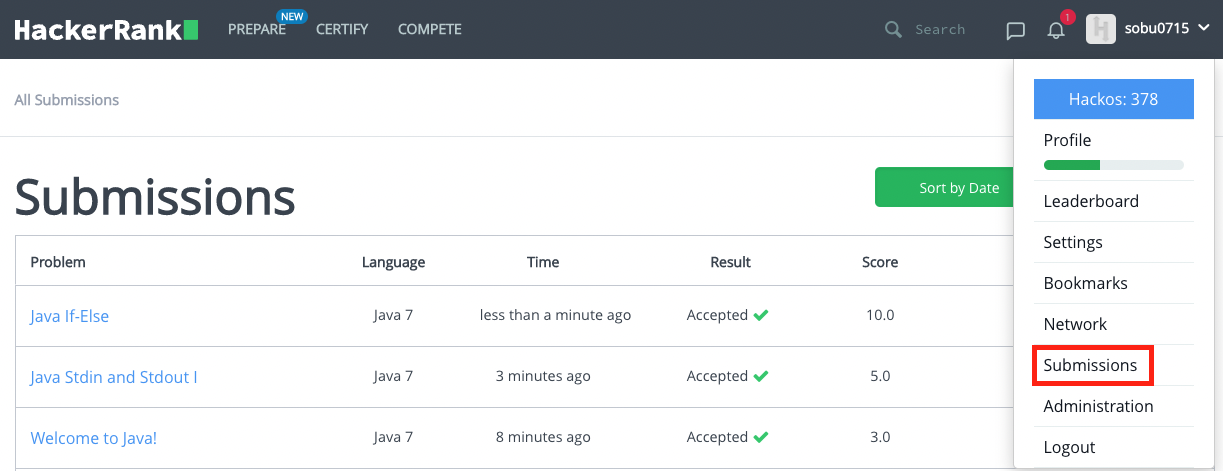 HackerRank PREPARE NEW CERTIFY COMPETE Search 1 sobu0715
All Submissions
Hackos: 378
Profile
Submissions
Sort by Date
Leaderboard
Settings
Problem Language Time Result Score
Bookmarks
Java If-Else Java 7 less than a minute ago Accepted 10.0
Network
Submissions
Java Stdin and Stdout I Java 7 3 minutes ago Accepted 5.0
Administration
Welcome to Java! Java 7 8 minutes ago Accepted 3.0
Logout